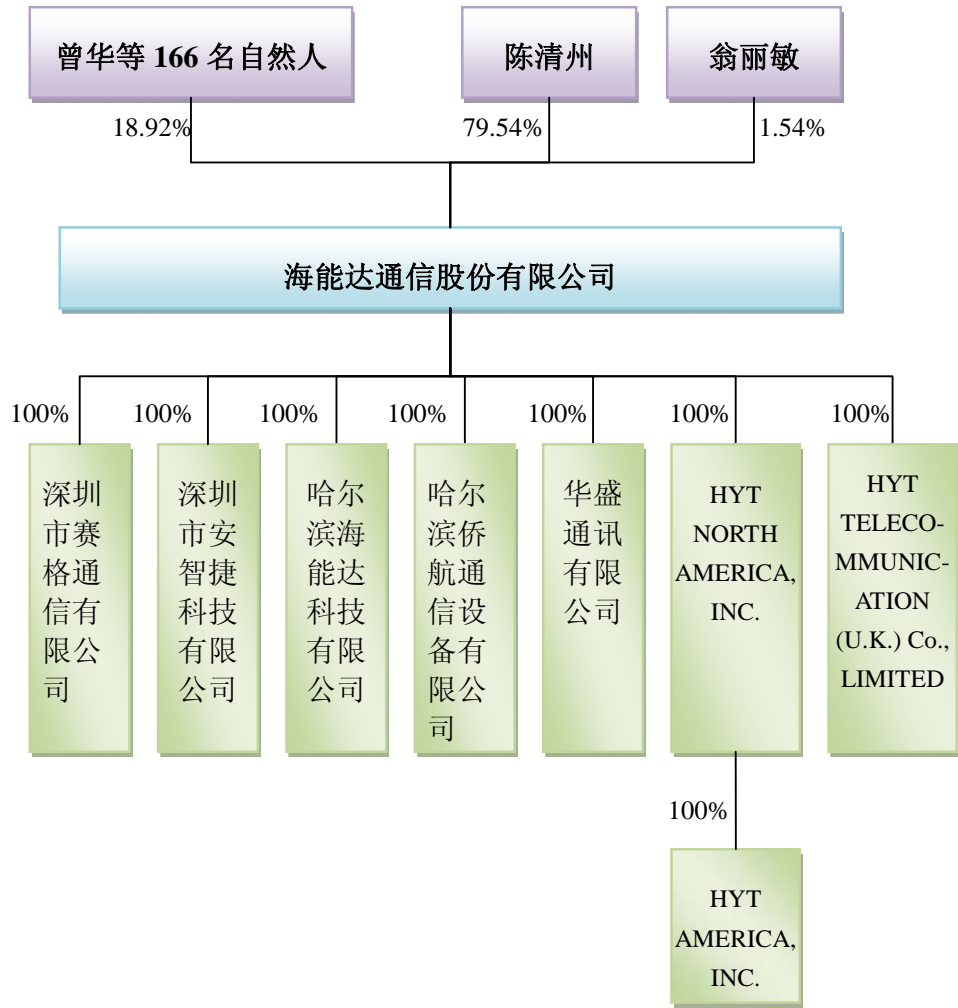 曾华等 166 名自然人
陈清州
翁丽敏
18.92%
79.54%
1.54%
海能达通信股份有限公司
100%
100%
100%
100%
100%
100%
100%
深圳
市赛
格通
信有
限公
司
深圳
市安
智捷
科技
有限
公司
哈尔
滨海
能达
科技
有限
公司
哈尔
滨侨
航通
信设
备有
限公
司
华盛
通讯
有限
公司
HYT
NORTH
AMERICA,
INC.
HYT
TELECO-
MMUNIC-
ATION
(U.K.) Co.,
LIMITED
100%
HYT
AMERICA,
INC.